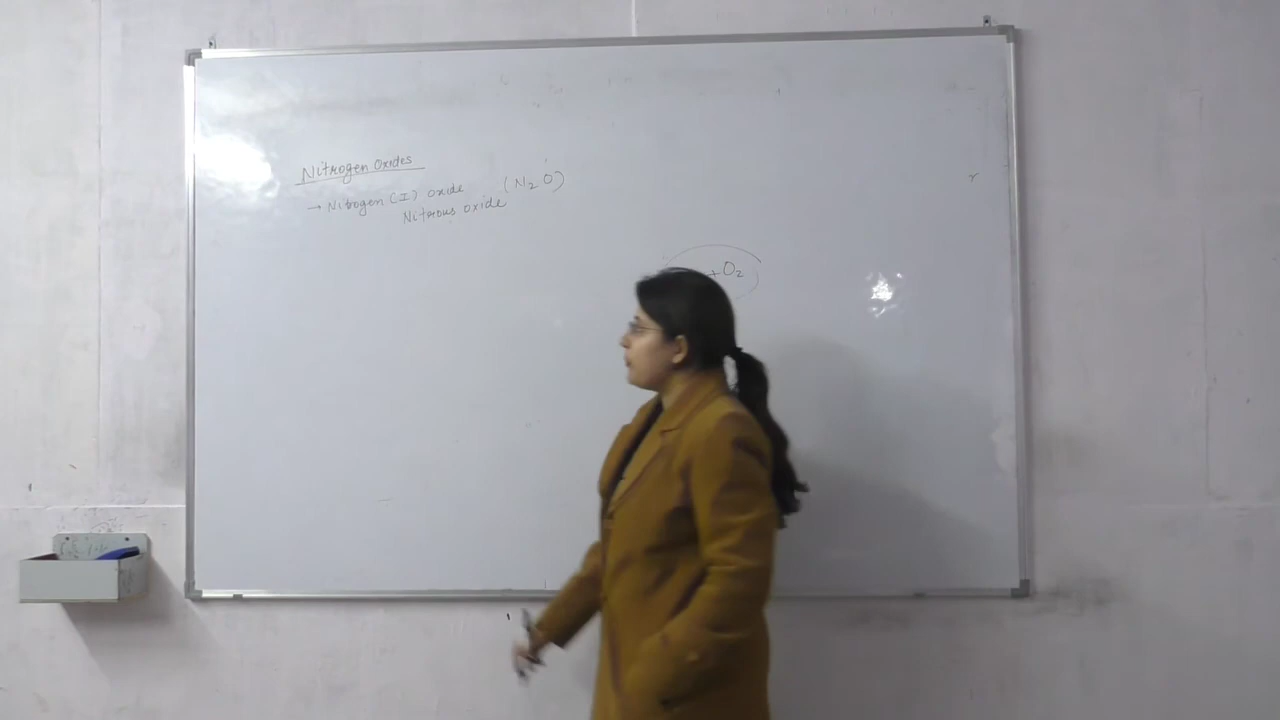 Nitrogen Oxides
→ Nitrogen (I) oxide (N₂O)
Nitrous oxide
+O₂